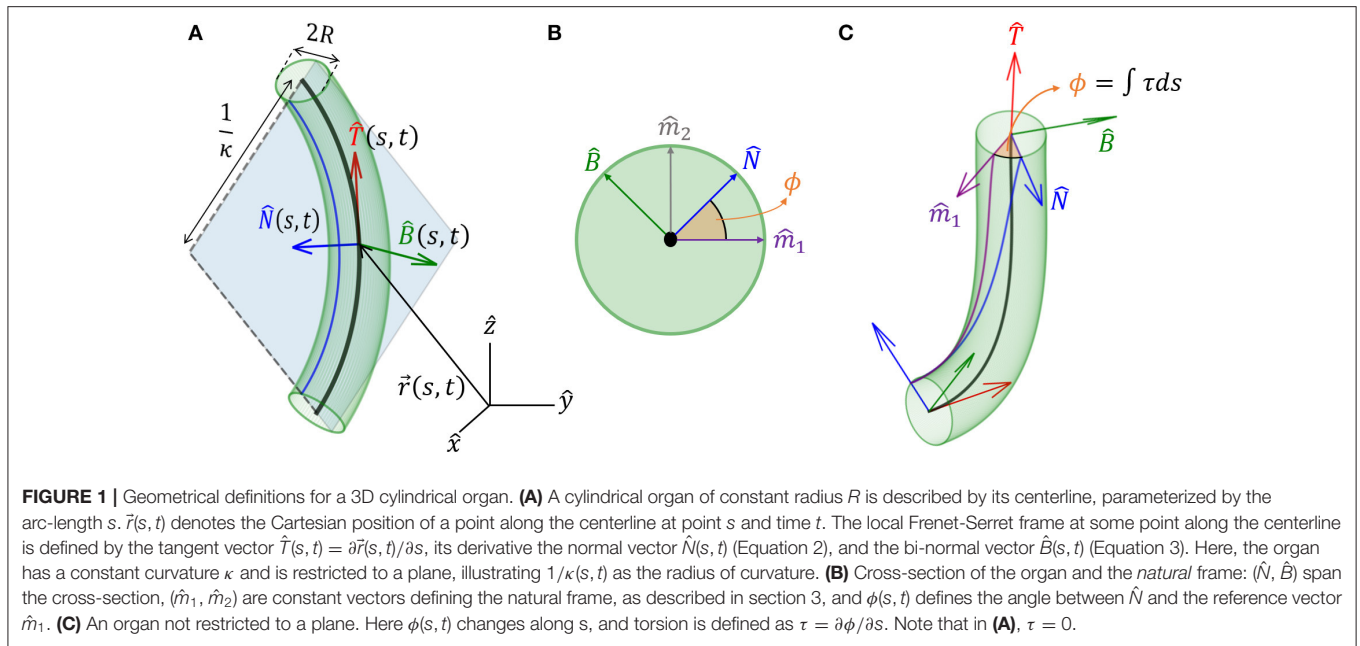 A
B
C
2R
1/κ
T̂(s, t)
N̂(s, t)
B̂(s, t)
r⃗(s, t)
ẑ
ŷ
x̂
m̂₂
B̂
N̂
ϕ
m̂₁
T̂
ϕ = ∫ τds
B̂
m̂₁
N̂
FIGURE 1 | Geometrical definitions for a 3D cylindrical organ. (A) A cylindrical organ of constant radius R is described by its centerline, parameterized by the
arc-length s. r⃗(s, t) denotes the Cartesian position of a point along the centerline at point s and time t. The local Frenet-Serret frame at some point along the centerline
is defined by the tangent vector T̂(s, t) = ∂r⃗(s, t)/∂s, its derivative the normal vector N̂(s, t) (Equation 2), and the bi-normal vector B̂(s, t) (Equation 3). Here, the organ
has a constant curvature κ and is restricted to a plane, illustrating 1/κ(s, t) as the radius of curvature. (B) Cross-section of the organ and the natural frame: (N̂, B̂) span
the cross-section, (m̂₁, m̂₂) are constant vectors defining the natural frame, as described in section 3, and ϕ(s, t) defines the angle between N̂ and the reference vector
m̂₁. (C) An organ not restricted to a plane. Here ϕ(s, t) changes along s, and torsion is defined as τ = ∂ϕ/∂s. Note that in (A), τ = 0.